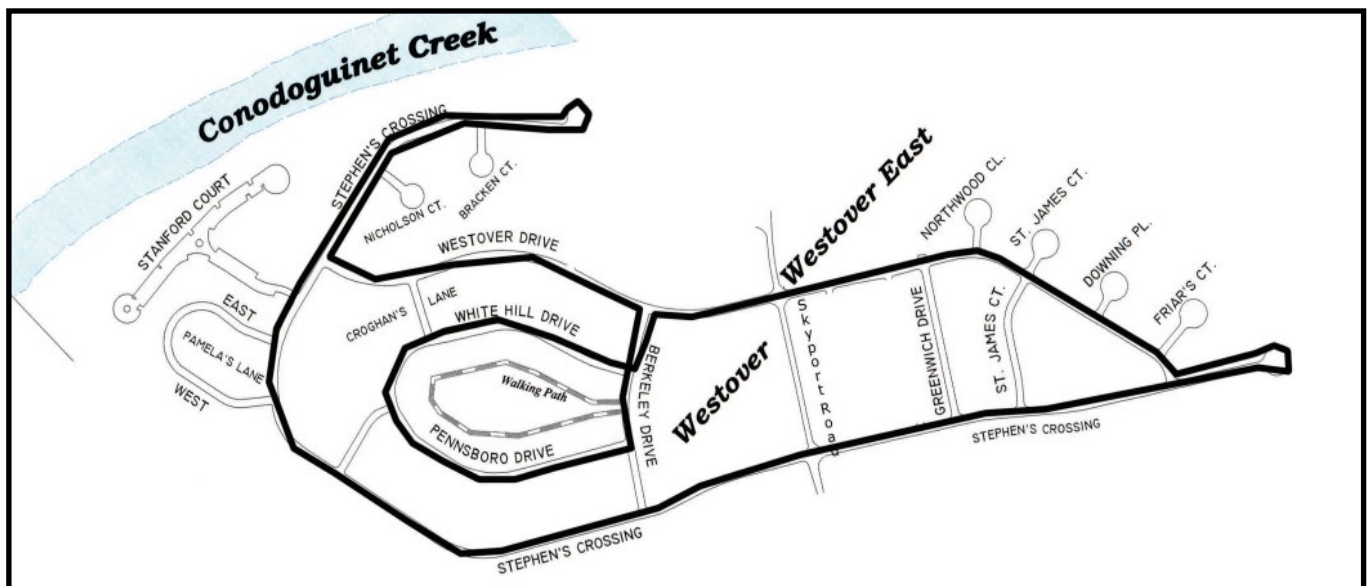 Conodoguinet Creek
STEPHEN'S CROSSING
STANFORD COURT
NICHOLSON CT.
BRACKEN CT.
WESTOVER DRIVE
Westover East
NORTHWOOD CL.
ST. JAMES CT.
DOWNING PL.
FRIAR'S CT.
EAST
PAMELA'S LANE
WEST
CROGHAN'S LANE
WHITE HILL DRIVE
Walking Path
PENNSBORO DRIVE
BERKELEY DRIVE
Westover
Skyport Road
GREENWICH DRIVE
ST. JAMES CT.
STEPHEN'S CROSSING
STEPHEN'S CROSSING